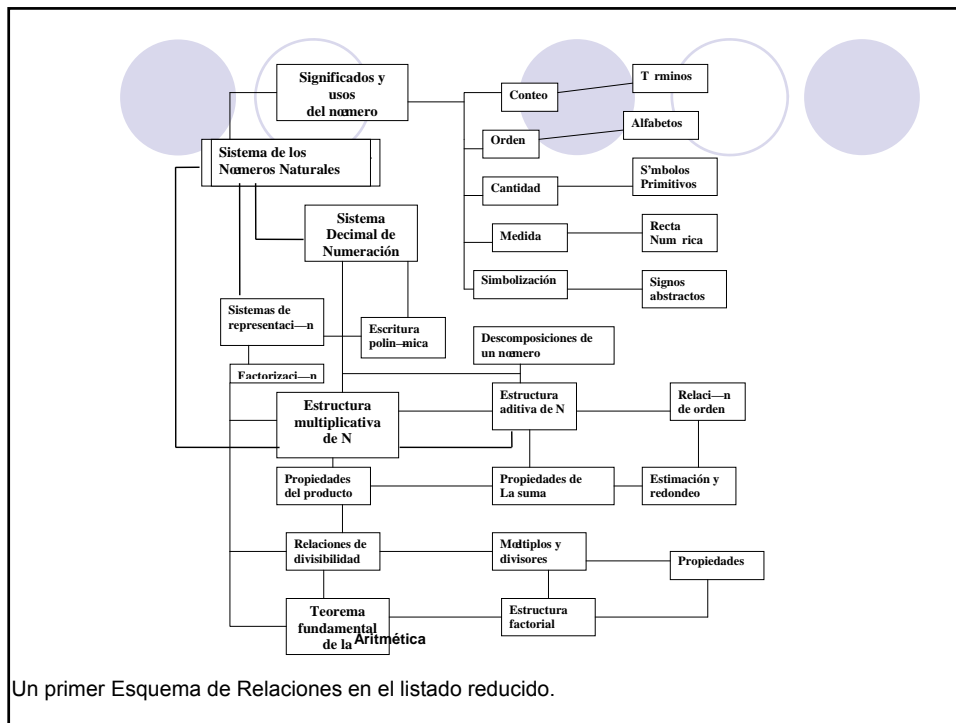 Significados y
usos
del nœmero
Conteo
T rminos
Orden
Alfabetos
Sistema de los
Nœmeros Naturales
Cantidad
S’mbolos
Primitivos
Sistema
Decimal de
Numeración
Medida
Recta
Num rica
Simbolización
Signos
abstractos
Sistemas de
representaci—n
Escritura
polin—mica
Descomposiciones de
un nœmero
Factorizaci—n
Estructura
multiplicativa
de N
Estructura
aditiva de N
Relaci—n
de orden
Propiedades
del producto
Propiedades de
La suma
Estimación y
redondeo
Relaciones de
divisibilidad
Mœltiplos y
divisores
Propiedades
Teorema
fundamental
de la Aritmética
Estructura
factorial
Un primer Esquema de Relaciones en el listado reducido.